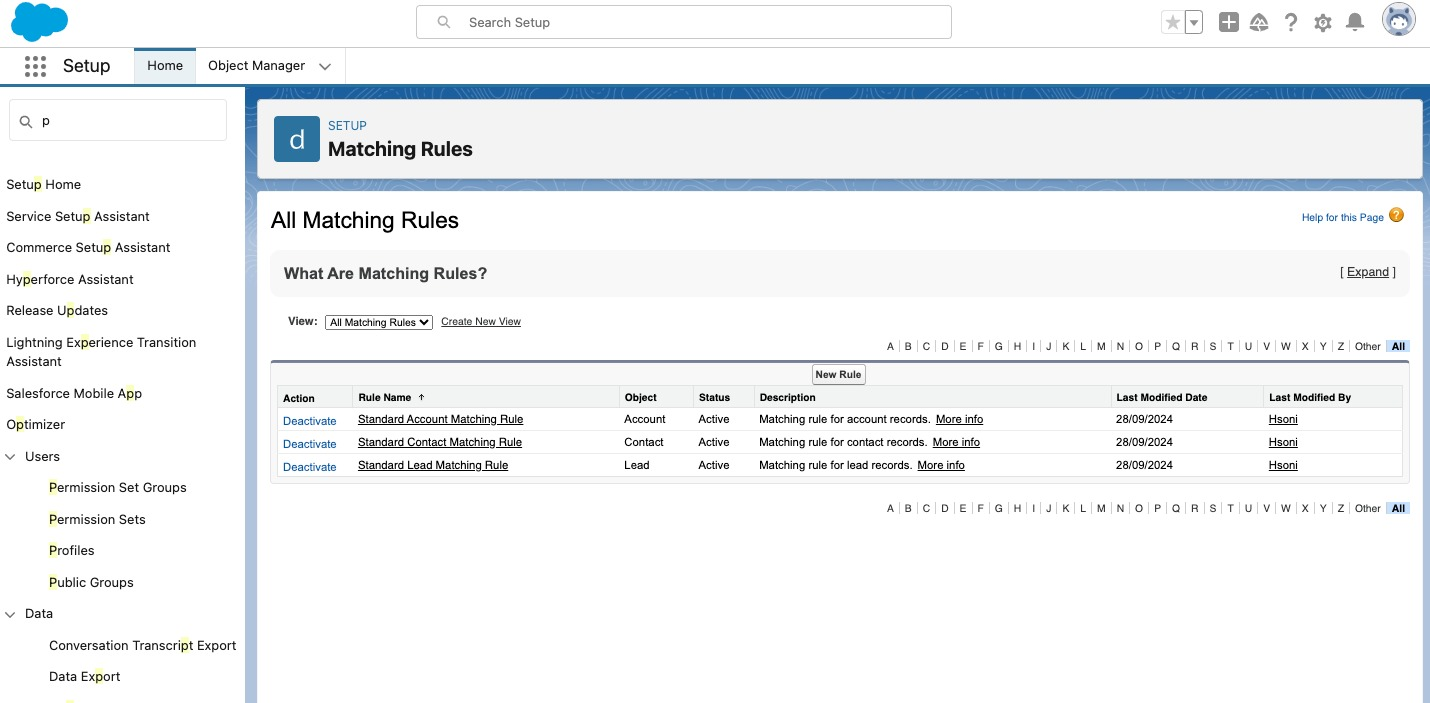 Search Setup
Setup
Home
Object Manager
p
Setup Home
Service Setup Assistant
Commerce Setup Assistant
Hyperforce Assistant
Release Updates
Lightning Experience Transition
Assistant
Salesforce Mobile App
Optimizer
Users
Permission Set Groups
Permission Sets
Profiles
Public Groups
Data
Conversation Transcript Export
Data Export
d
SETUP
Matching Rules
All Matching Rules
Help for this Page ?
What Are Matching Rules?
[ Expand ]
View: All Matching Rules Create New View
A | B | C | D | E | F | G | H | I | J | K | L | M | N | O | P | Q | R | S | T | U | V | W | X | Y | Z | Other | All
New Rule
Action Rule Name ↑ Object Status Description Last Modified Date Last Modified By
Deactivate Standard Account Matching Rule Account Active Matching rule for account records. More info 28/09/2024 Hsoni
Deactivate Standard Contact Matching Rule Contact Active Matching rule for contact records. More info 28/09/2024 Hsoni
Deactivate Standard Lead Matching Rule Lead Active Matching rule for lead records. More info 28/09/2024 Hsoni
A | B | C | D | E | F | G | H | I | J | K | L | M | N | O | P | Q | R | S | T | U | V | W | X | Y | Z | Other | All